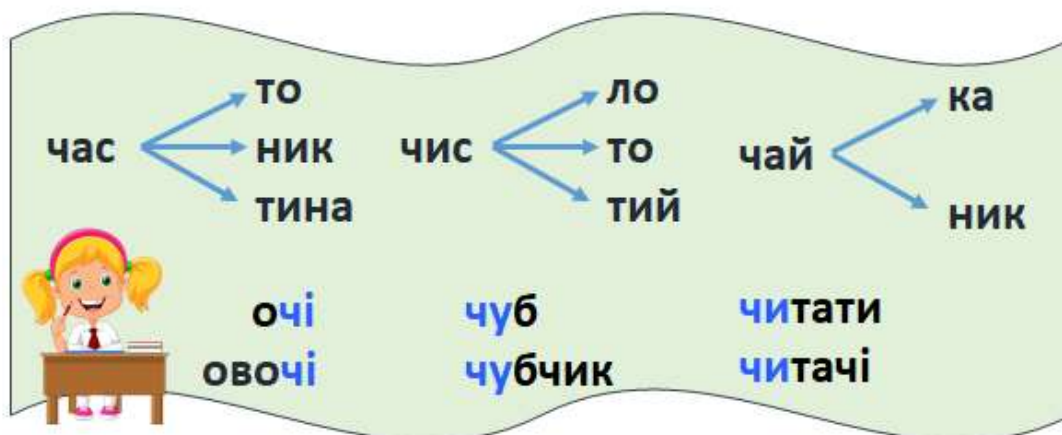 час
то
ник
тина
чис
ло
то
тий
чай
ка
ник
очі чуб читати
овочі чубчик читачі